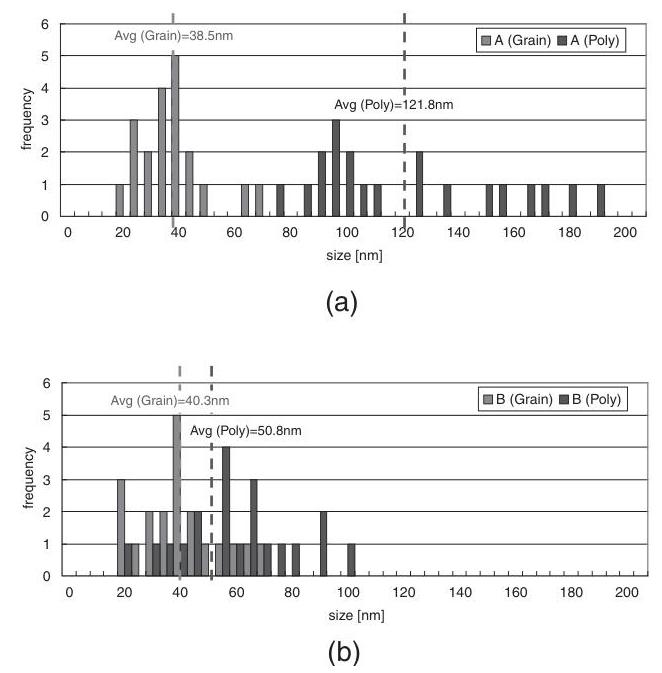 6
Avg (Grain)=38.5nm
A (Grain) A (Poly)
5
4
Avg (Poly)=121.8nm
frequency
3
2
1
0
0 20 40 60 80 100 120 140 160 180 200
size [nm]
(a)
6
Avg (Grain)=40.3nm
B (Grain) B (Poly)
5
Avg (Poly)=50.8nm
4
frequency
3
2
1
0
0 20 40 60 80 100 120 140 160 180 200
size [nm]
(b)